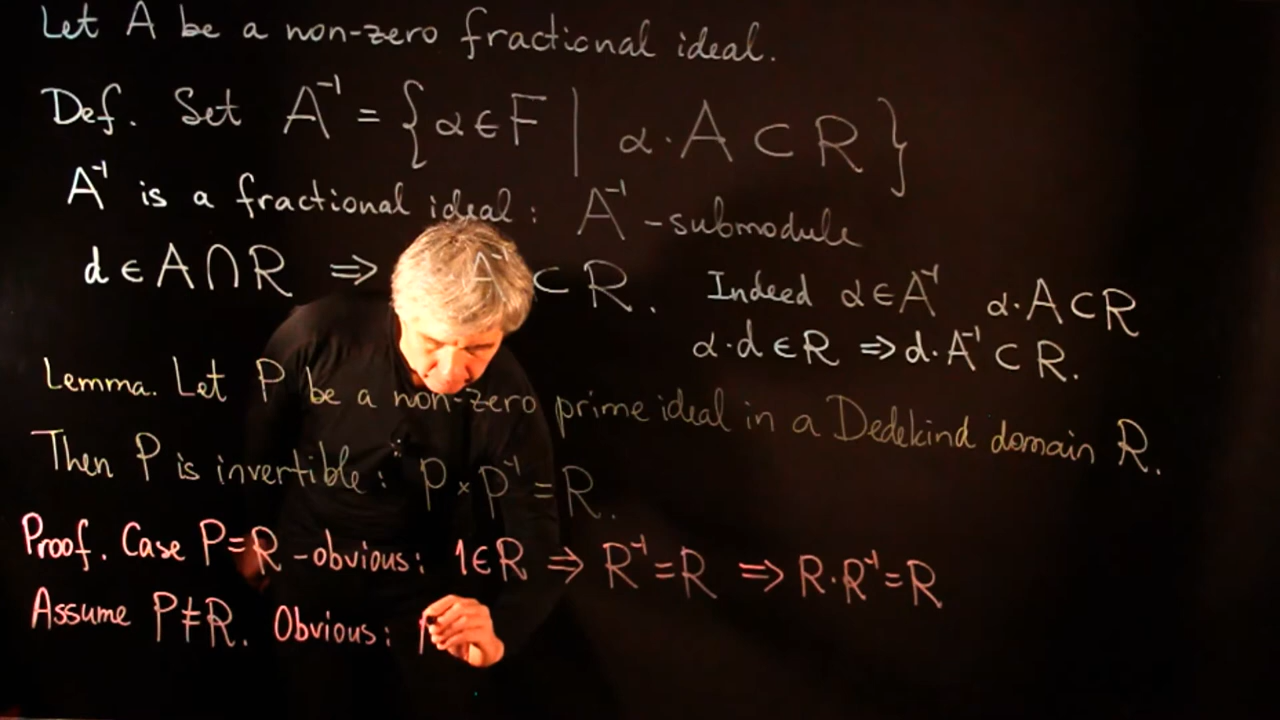 Let A be a non-zero fractional ideal.
Def. Set A⁻¹ = {α∈F | α·A⊂R}
A⁻¹ is a fractional ideal: A⁻¹-submodule
d∈A∩R ⇒ A⁻¹⊂R. Indeed α∈A⁻¹ α·A⊂R
α·d∈R ⇒ d·A⁻¹⊂R.
Lemma. Let P be a non-zero prime ideal in a Dedekind domain R.
Then P is invertible: P×P⁻¹=R.
Proof. Case P=R -obvious: 1∈R ⇒ R⁻¹=R ⇒ R·R⁻¹=R
Assume P≠R. Obvious: